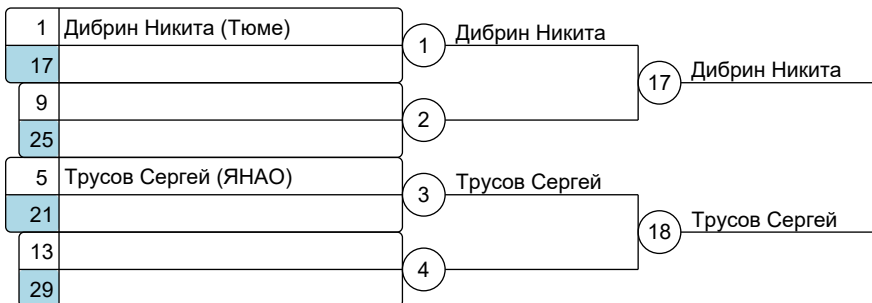 1 Дибрин Никита (Тюме)
1 Дибрин Никита
17
17 Дибрин Никита
9
2
25
5 Трусов Сергей (ЯНАО)
3 Трусов Сергей
21
18 Трусов Сергей
13
4
29